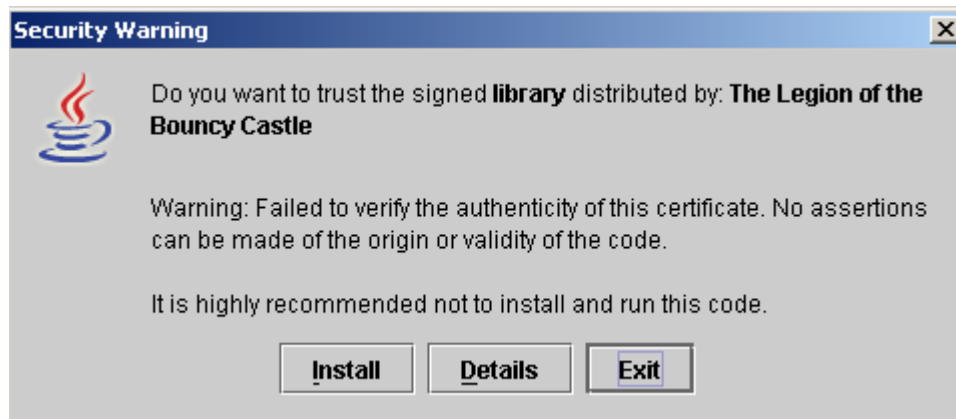 Security Warning
Do you want to trust the signed library distributed by: The Legion of the
Bouncy Castle
Warning: Failed to verify the authenticity of this certificate. No assertions
can be made of the origin or validity of the code.
It is highly recommended not to install and run this code.
Install Details Exit